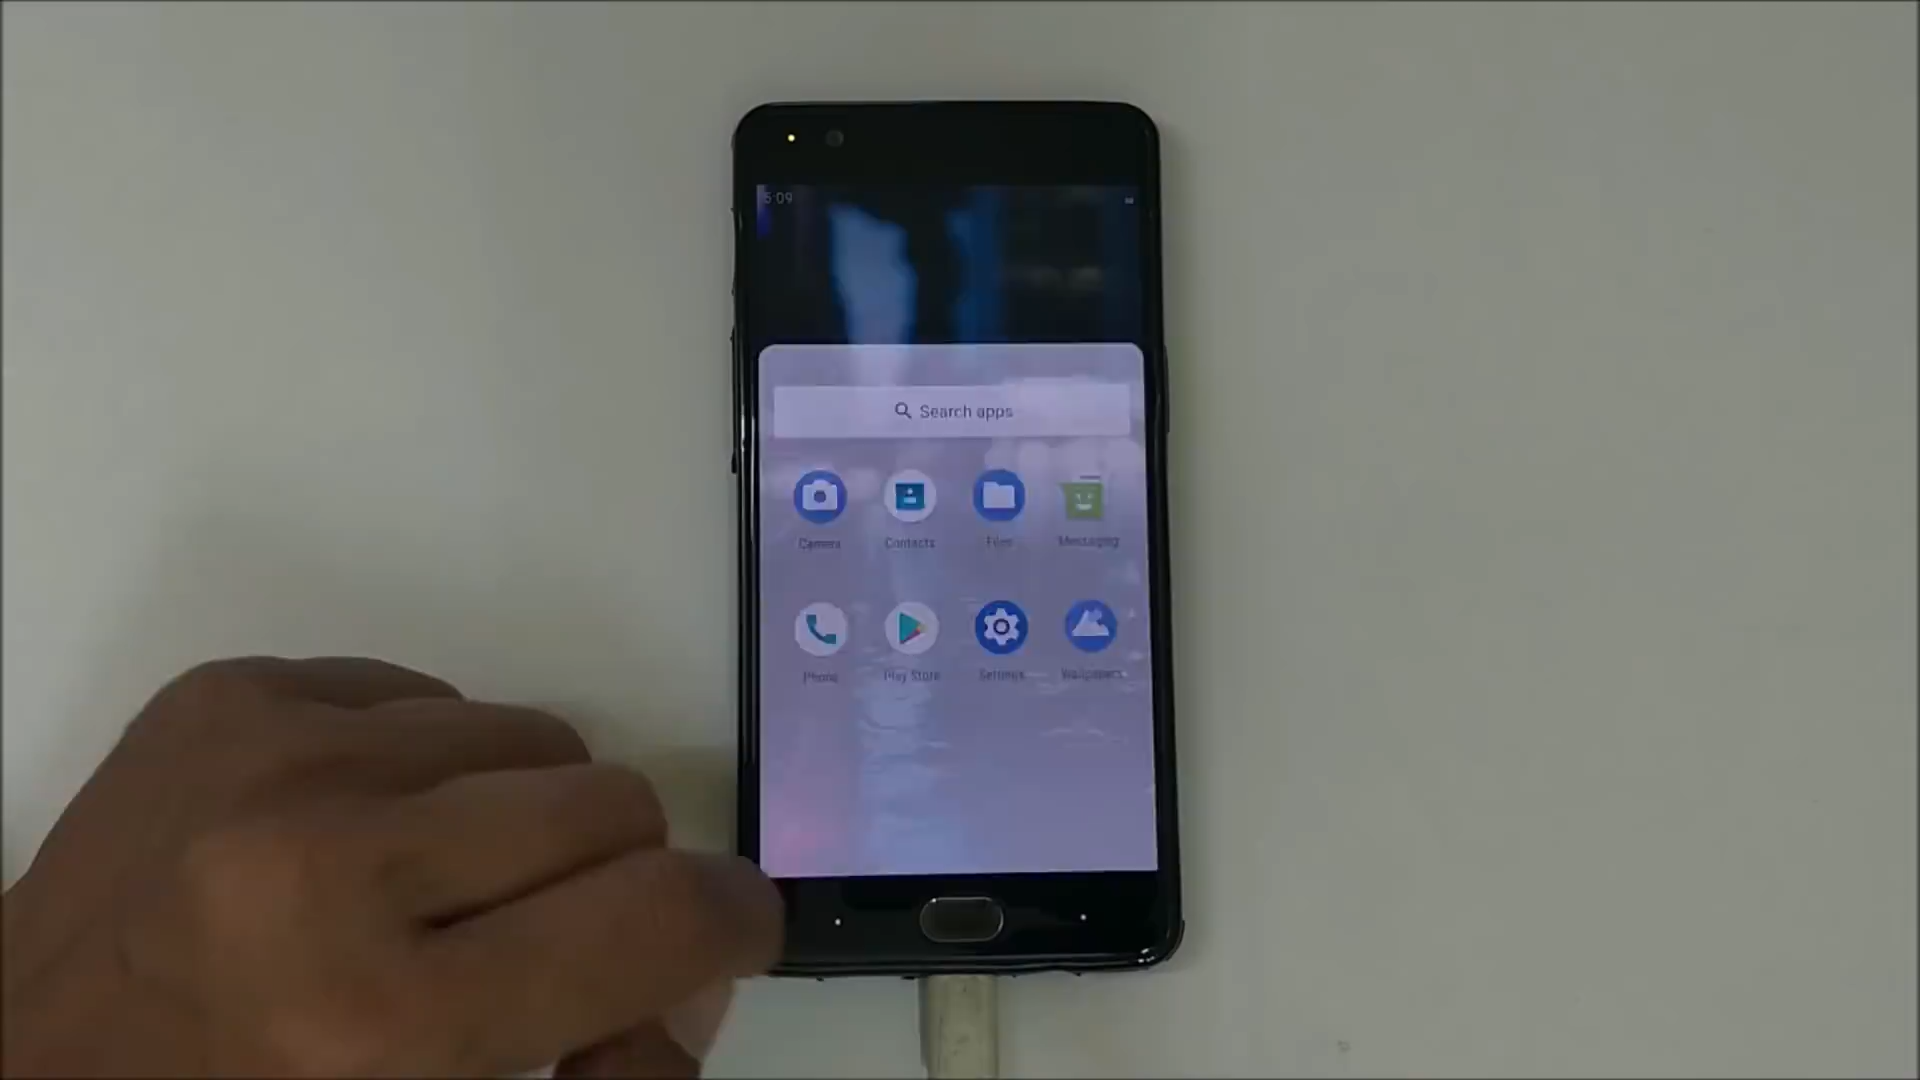 5:09
Search apps
Camera
Contacts
Files
Messaging
Phone
Play Store
Settings
Wallpapers